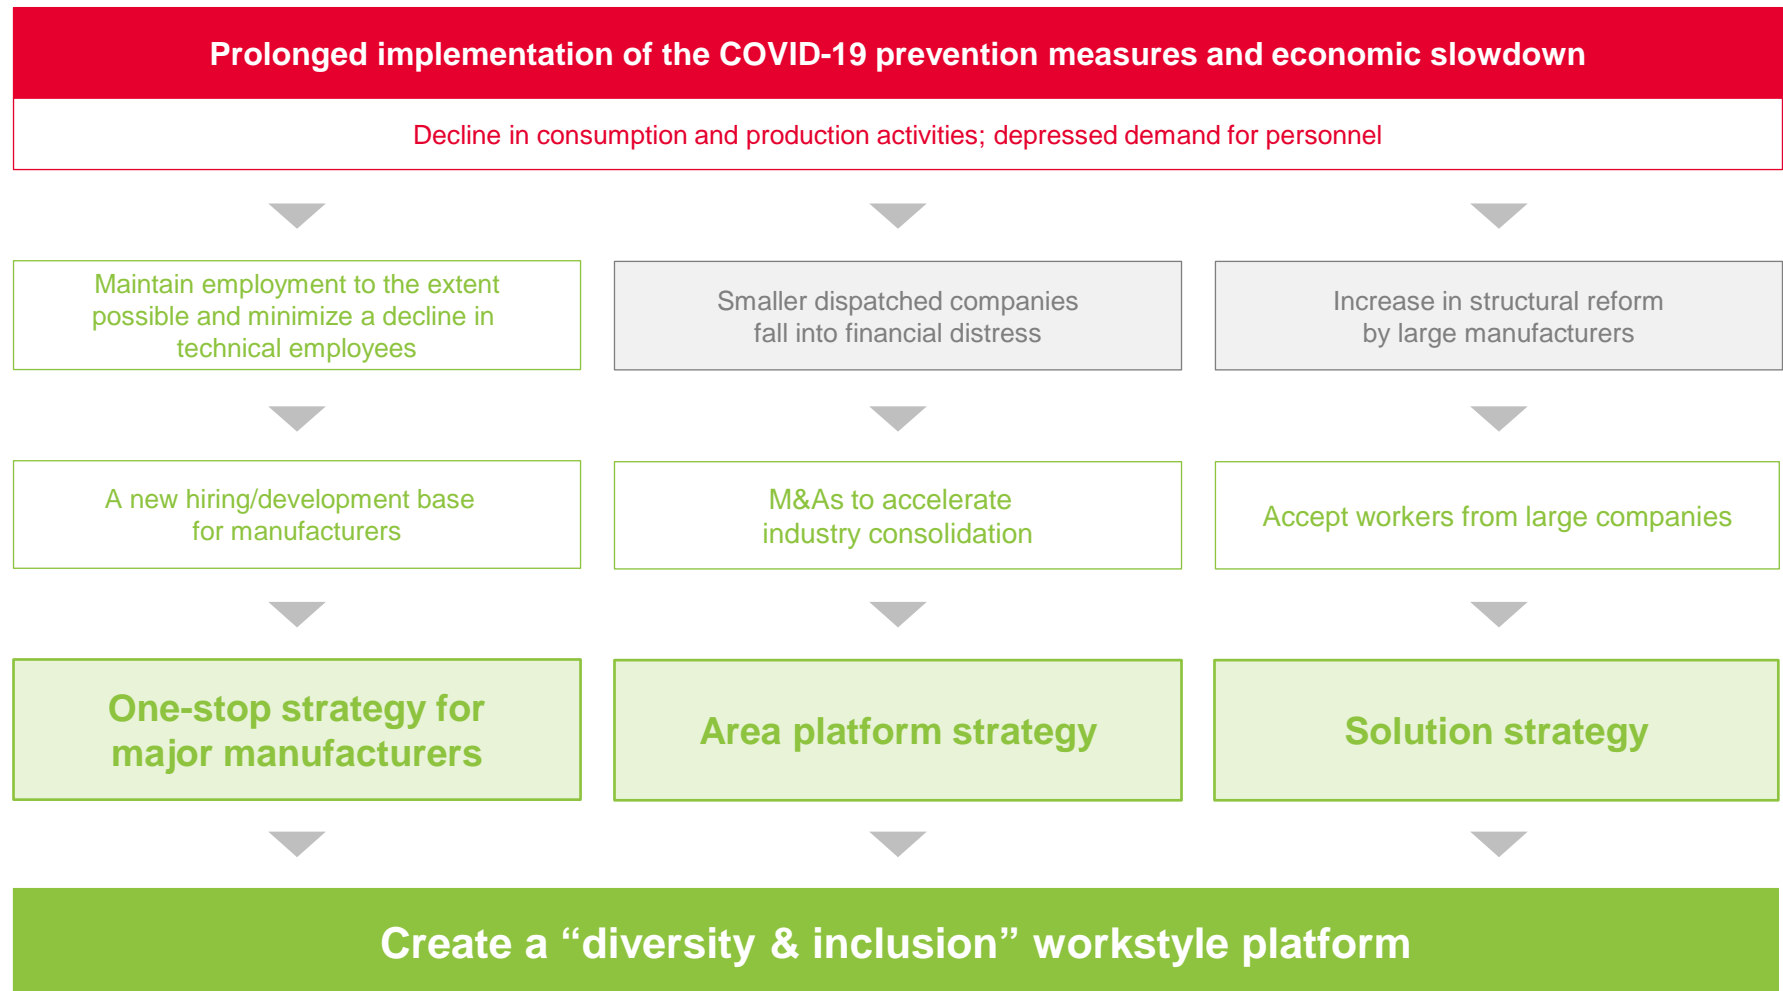 Prolonged implementation of the COVID-19 prevention measures and economic slowdown
Decline in consumption and production activities; depressed demand for personnel
Maintain employment to the extent
possible and minimize a decline in
technical employees
Smaller dispatched companies
fall into financial distress
Increase in structural reform
by large manufacturers
A new hiring/development base
for manufacturers
M&As to accelerate
industry consolidation
Accept workers from large companies
One-stop strategy for
major manufacturers
Area platform strategy
Solution strategy
Create a “diversity & inclusion” workstyle platform